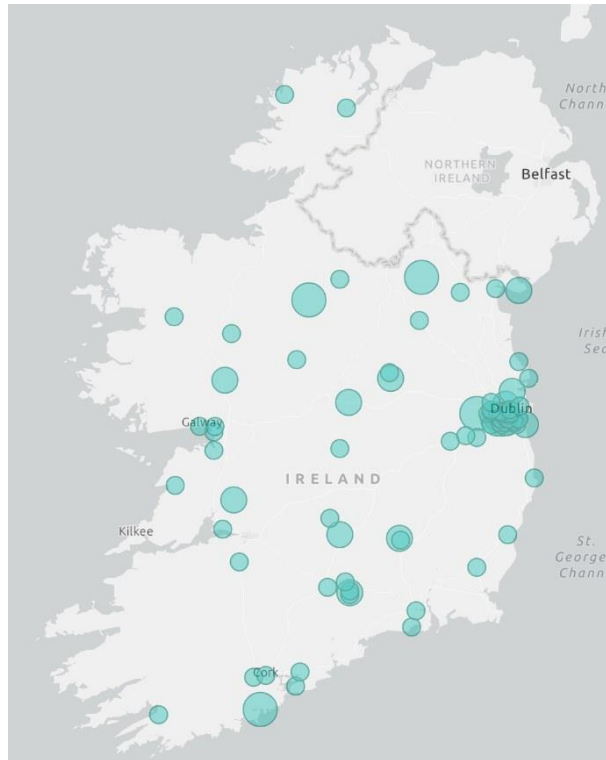 North
Chann
NORTHERN
IRELAND
Belfast
Irish
Sea
Dublin
Galway
IRELAND
Kilkee
St.
George
Chann
Cork